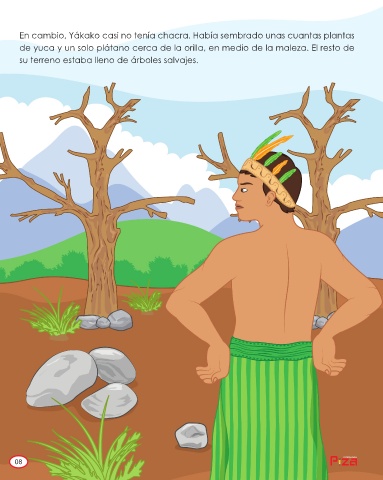 En cambio, Yákako casi no tenía chacra. Había sembrado unas cuantas plantas
de yuca y un solo plátano cerca de la orilla, en medio de la maleza. El resto de
su terreno estaba lleno de árboles salvajes.
08